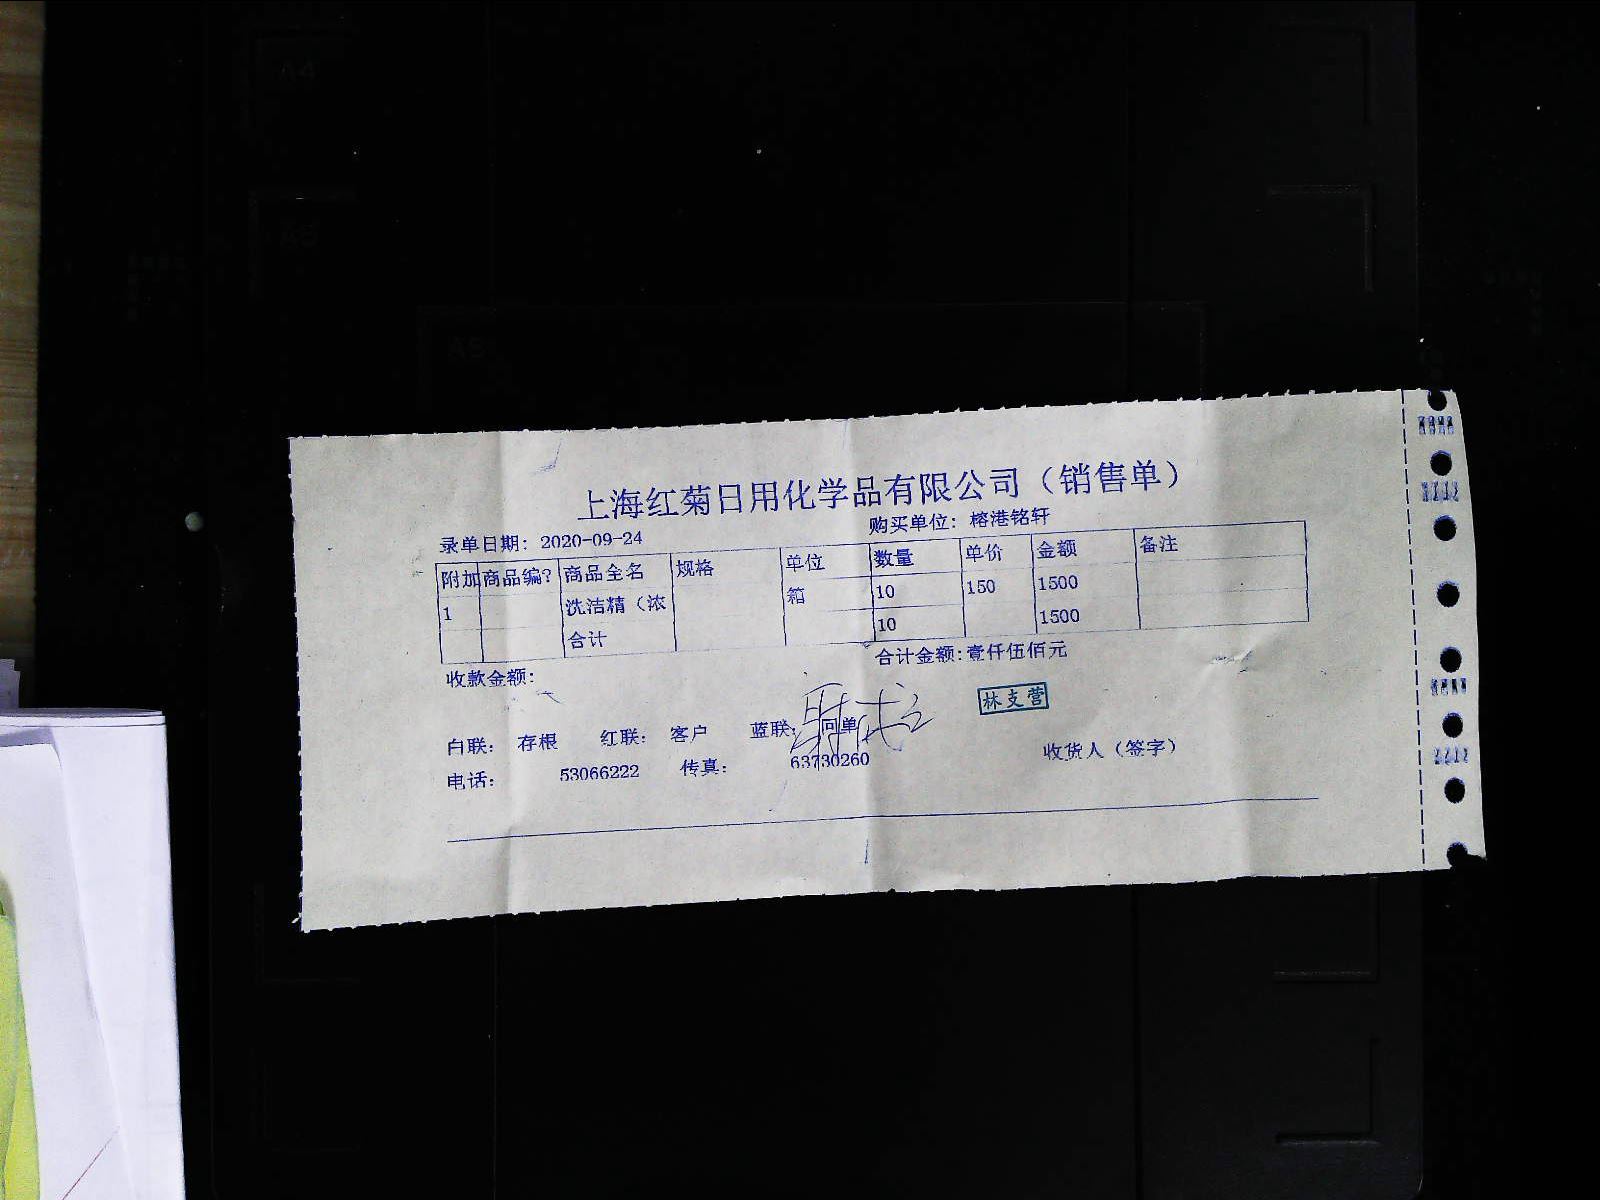 上海红菊日用化学品有限公司（销售单）
录单日期：2020-09-24 购买单位：榕港铭轩
附加 商品编? 商品全名 规格 单位 数量 单价 金额 备注
1 洗洁精（浓 箱 10 150 1500
合计 10 1500
收款金额： 合计金额:壹仟伍佰元
林支营
白联： 存根 红联： 客户 蓝联： 回单
电话： 53066222 传真： 63730260 收货人（签字）
A4
A5